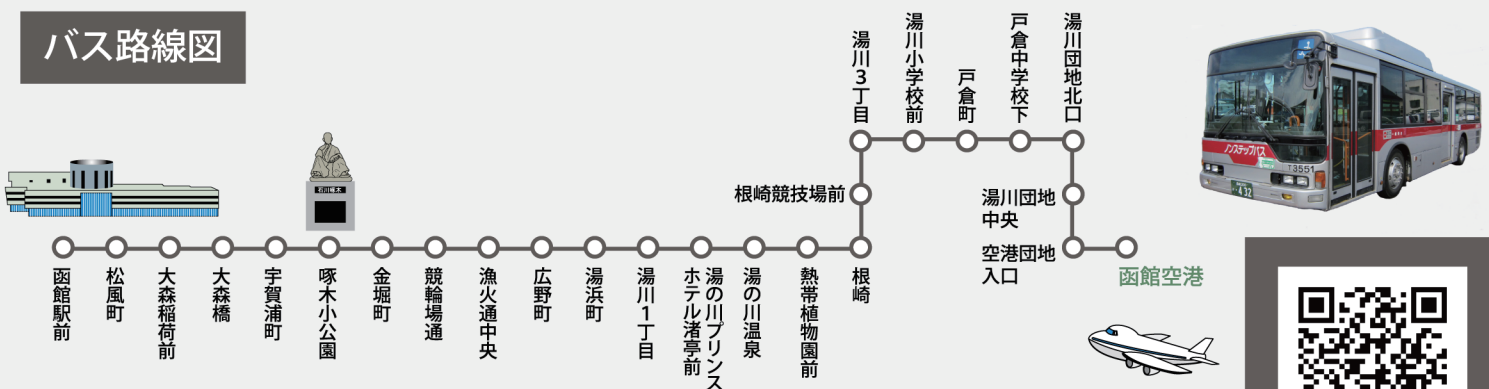 バス路線図
函館駅前
松風町
大森稲荷前
大森橋
宇賀浦町
啄木小公園
石川啄木
金堀町
競輪場通
漁火通中央
広野町
湯浜町
湯川1丁目
湯の川プリンス
ホテル渚亭前
湯の川温泉
熱帯植物園前
根崎
根崎競技場前
湯川3丁目
湯川小学校前
戸倉町
戸倉中学校下
湯川団地北口
湯川団地
中央
空港団地
入口
函館空港
ノンステップバス
T3551
432